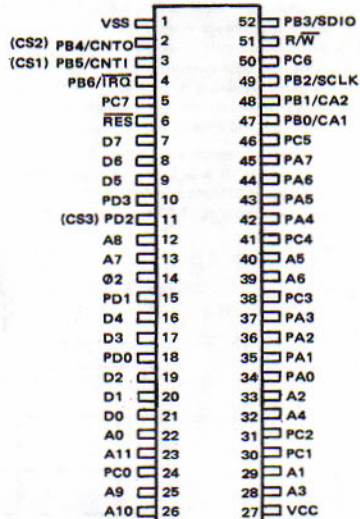 VSS 1 52 PB3/SDIO
(CS2) PB4/CNTO 2 51 R/W̅
(CS1) PB5/CNTI 3 50 PC6
PB6/I̅R̅Q̅ 4 49 PB2/SCLK
PC7 5 48 PB1/CA2
R̅E̅S̅ 6 47 PB0/CA1
D7 7 46 PC5
D6 8 45 PA7
D5 9 44 PA6
PD3 10 43 PA5
(CS3) PD2 11 42 PA4
A8 12 41 PC4
A7 13 40 A5
Ø2 14 39 A6
PD1 15 38 PC3
D4 16 37 PA3
D3 17 36 PA2
PD0 18 35 PA1
D2 19 34 PA0
D1 20 33 A2
D0 21 32 A4
A0 22 31 PC2
A11 23 30 PC1
PC0 24 29 A1
A9 25 28 A3
A10 26 27 VCC